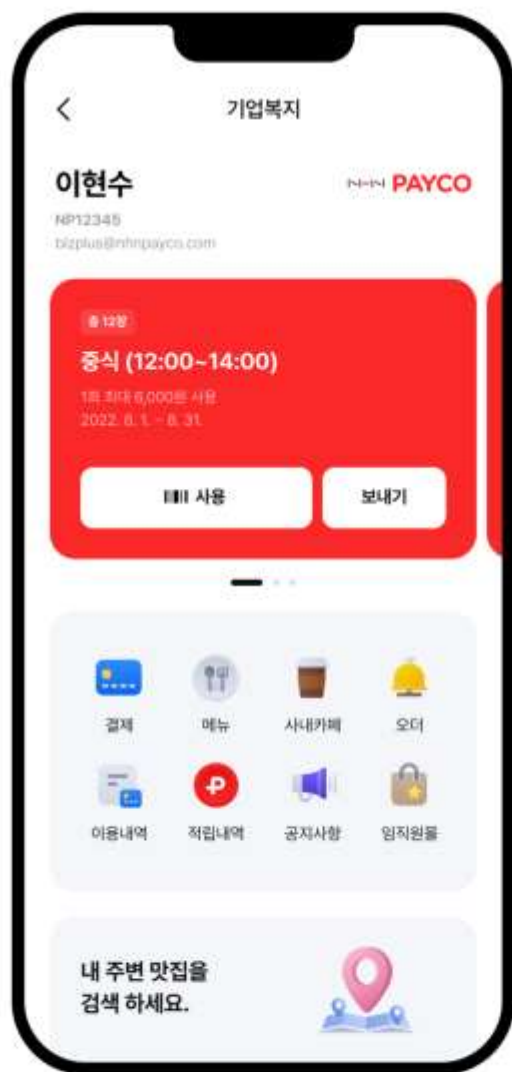 기업복지
이현수
NHN PAYCO
NP12345
bizplus@nhnpayco.com
총 12장
중식 (12:00~14:00)
1회 최대 6,000원 사용
2022. 8. 1. ~ 8. 31.
사용
보내기
결제
메뉴
사내카페
오더
이용내역
적립내역
공지사항
임직원몰
내 주변 맛집을
검색 하세요.